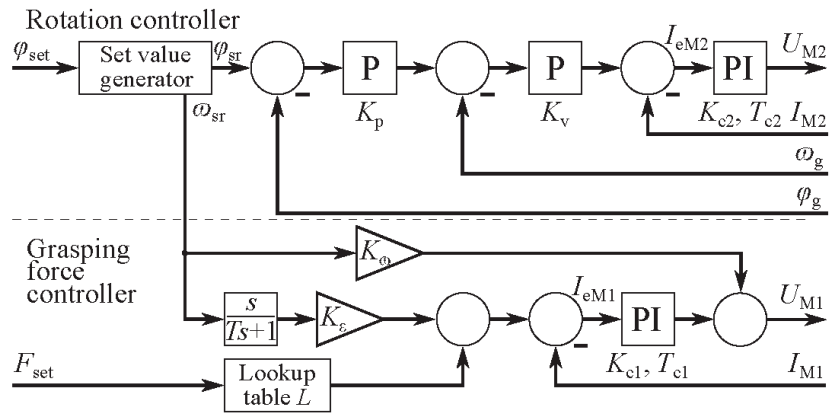 Rotation controller
φset
Set value
generator
φsr
ωsr
P
Kp
P
Kv
IeM2
PI
Kc2, Tc2
UM2
IM2
ωg
φg
Grasping
force
controller
Kω
s
Ts+1
Kε
IeM1
PI
Kc1, Tc1
UM1
IM1
Fset
Lookup
table L